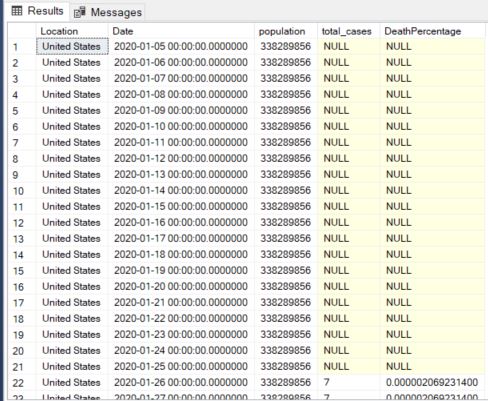 Results Messages
Location Date population total_cases DeathPercentage
1 United States 2020-01-05 00:00:00.0000000 338289856 NULL NULL
2 United States 2020-01-06 00:00:00.0000000 338289856 NULL NULL
3 United States 2020-01-07 00:00:00.0000000 338289856 NULL NULL
4 United States 2020-01-08 00:00:00.0000000 338289856 NULL NULL
5 United States 2020-01-09 00:00:00.0000000 338289856 NULL NULL
6 United States 2020-01-10 00:00:00.0000000 338289856 NULL NULL
7 United States 2020-01-11 00:00:00.0000000 338289856 NULL NULL
8 United States 2020-01-12 00:00:00.0000000 338289856 NULL NULL
9 United States 2020-01-13 00:00:00.0000000 338289856 NULL NULL
10 United States 2020-01-14 00:00:00.0000000 338289856 NULL NULL
11 United States 2020-01-15 00:00:00.0000000 338289856 NULL NULL
12 United States 2020-01-16 00:00:00.0000000 338289856 NULL NULL
13 United States 2020-01-17 00:00:00.0000000 338289856 NULL NULL
14 United States 2020-01-18 00:00:00.0000000 338289856 NULL NULL
15 United States 2020-01-19 00:00:00.0000000 338289856 NULL NULL
16 United States 2020-01-20 00:00:00.0000000 338289856 NULL NULL
17 United States 2020-01-21 00:00:00.0000000 338289856 NULL NULL
18 United States 2020-01-22 00:00:00.0000000 338289856 NULL NULL
19 United States 2020-01-23 00:00:00.0000000 338289856 NULL NULL
20 United States 2020-01-24 00:00:00.0000000 338289856 NULL NULL
21 United States 2020-01-25 00:00:00.0000000 338289856 NULL NULL
22 United States 2020-01-26 00:00:00.0000000 338289856 7 0.000002069231400
23 United States 2020-01-27 00:00:00.0000000 338289856 7 0.000002069231400